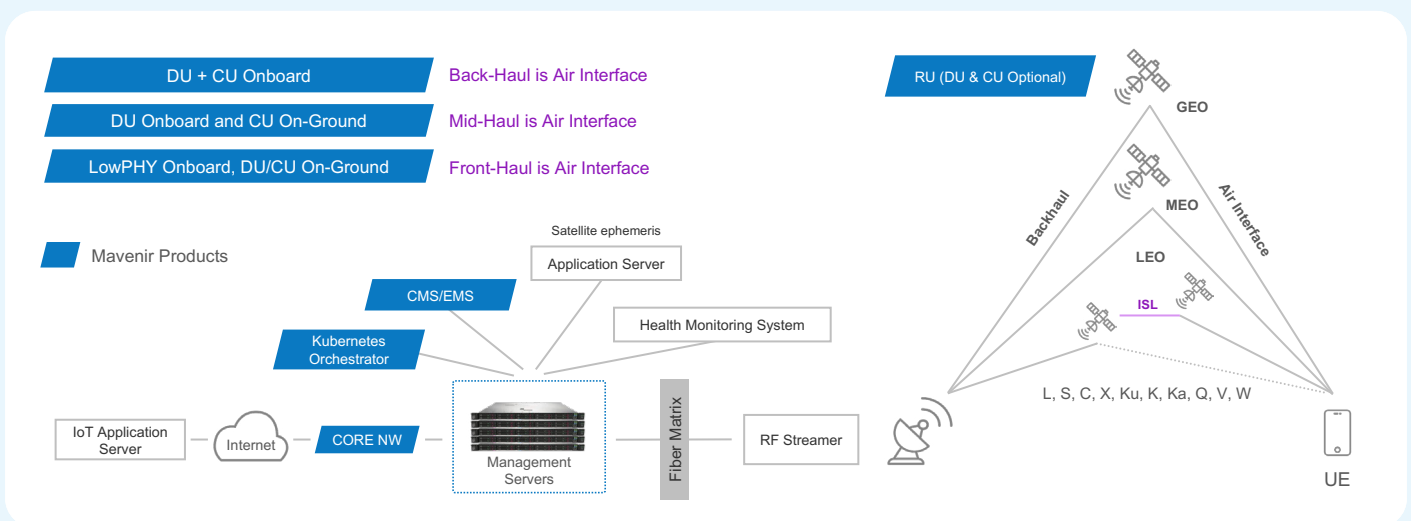 DU + CU Onboard
Back-Haul is Air Interface
DU Onboard and CU On-Ground
Mid-Haul is Air Interface
LowPHY Onboard, DU/CU On-Ground
Front-Haul is Air Interface
Mavenir Products
Satellite ephemeris
Application Server
CMS/EMS
Health Monitoring System
Kubernetes
Orchestrator
IoT Application
Server
Internet
CORE NW
Management
Servers
Fiber Matrix
RF Streamer
RU (DU & CU Optional)
GEO
MEO
Backhaul
Air Interface
LEO
ISL
L, S, C, X, Ku, K, Ka, Q, V, W
UE